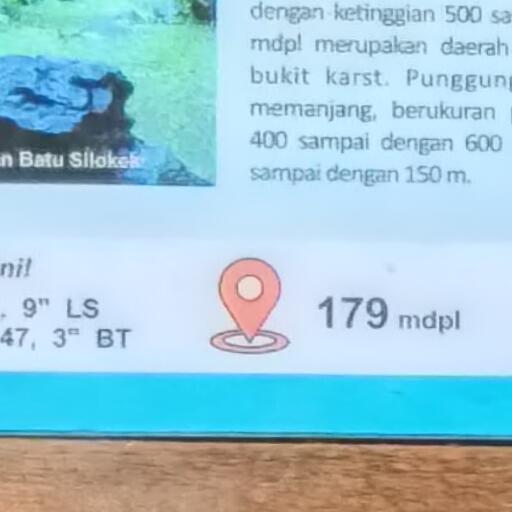 dengan ketinggian 500 sa
mdpl merupakan daerah
bukit karst. Punggung
memanjang, berukuran
400 sampai dengan 600
sampai dengan 150 m.
n Batu Silokek
ni!
9" LS
47, 3" BT
179 mdpl